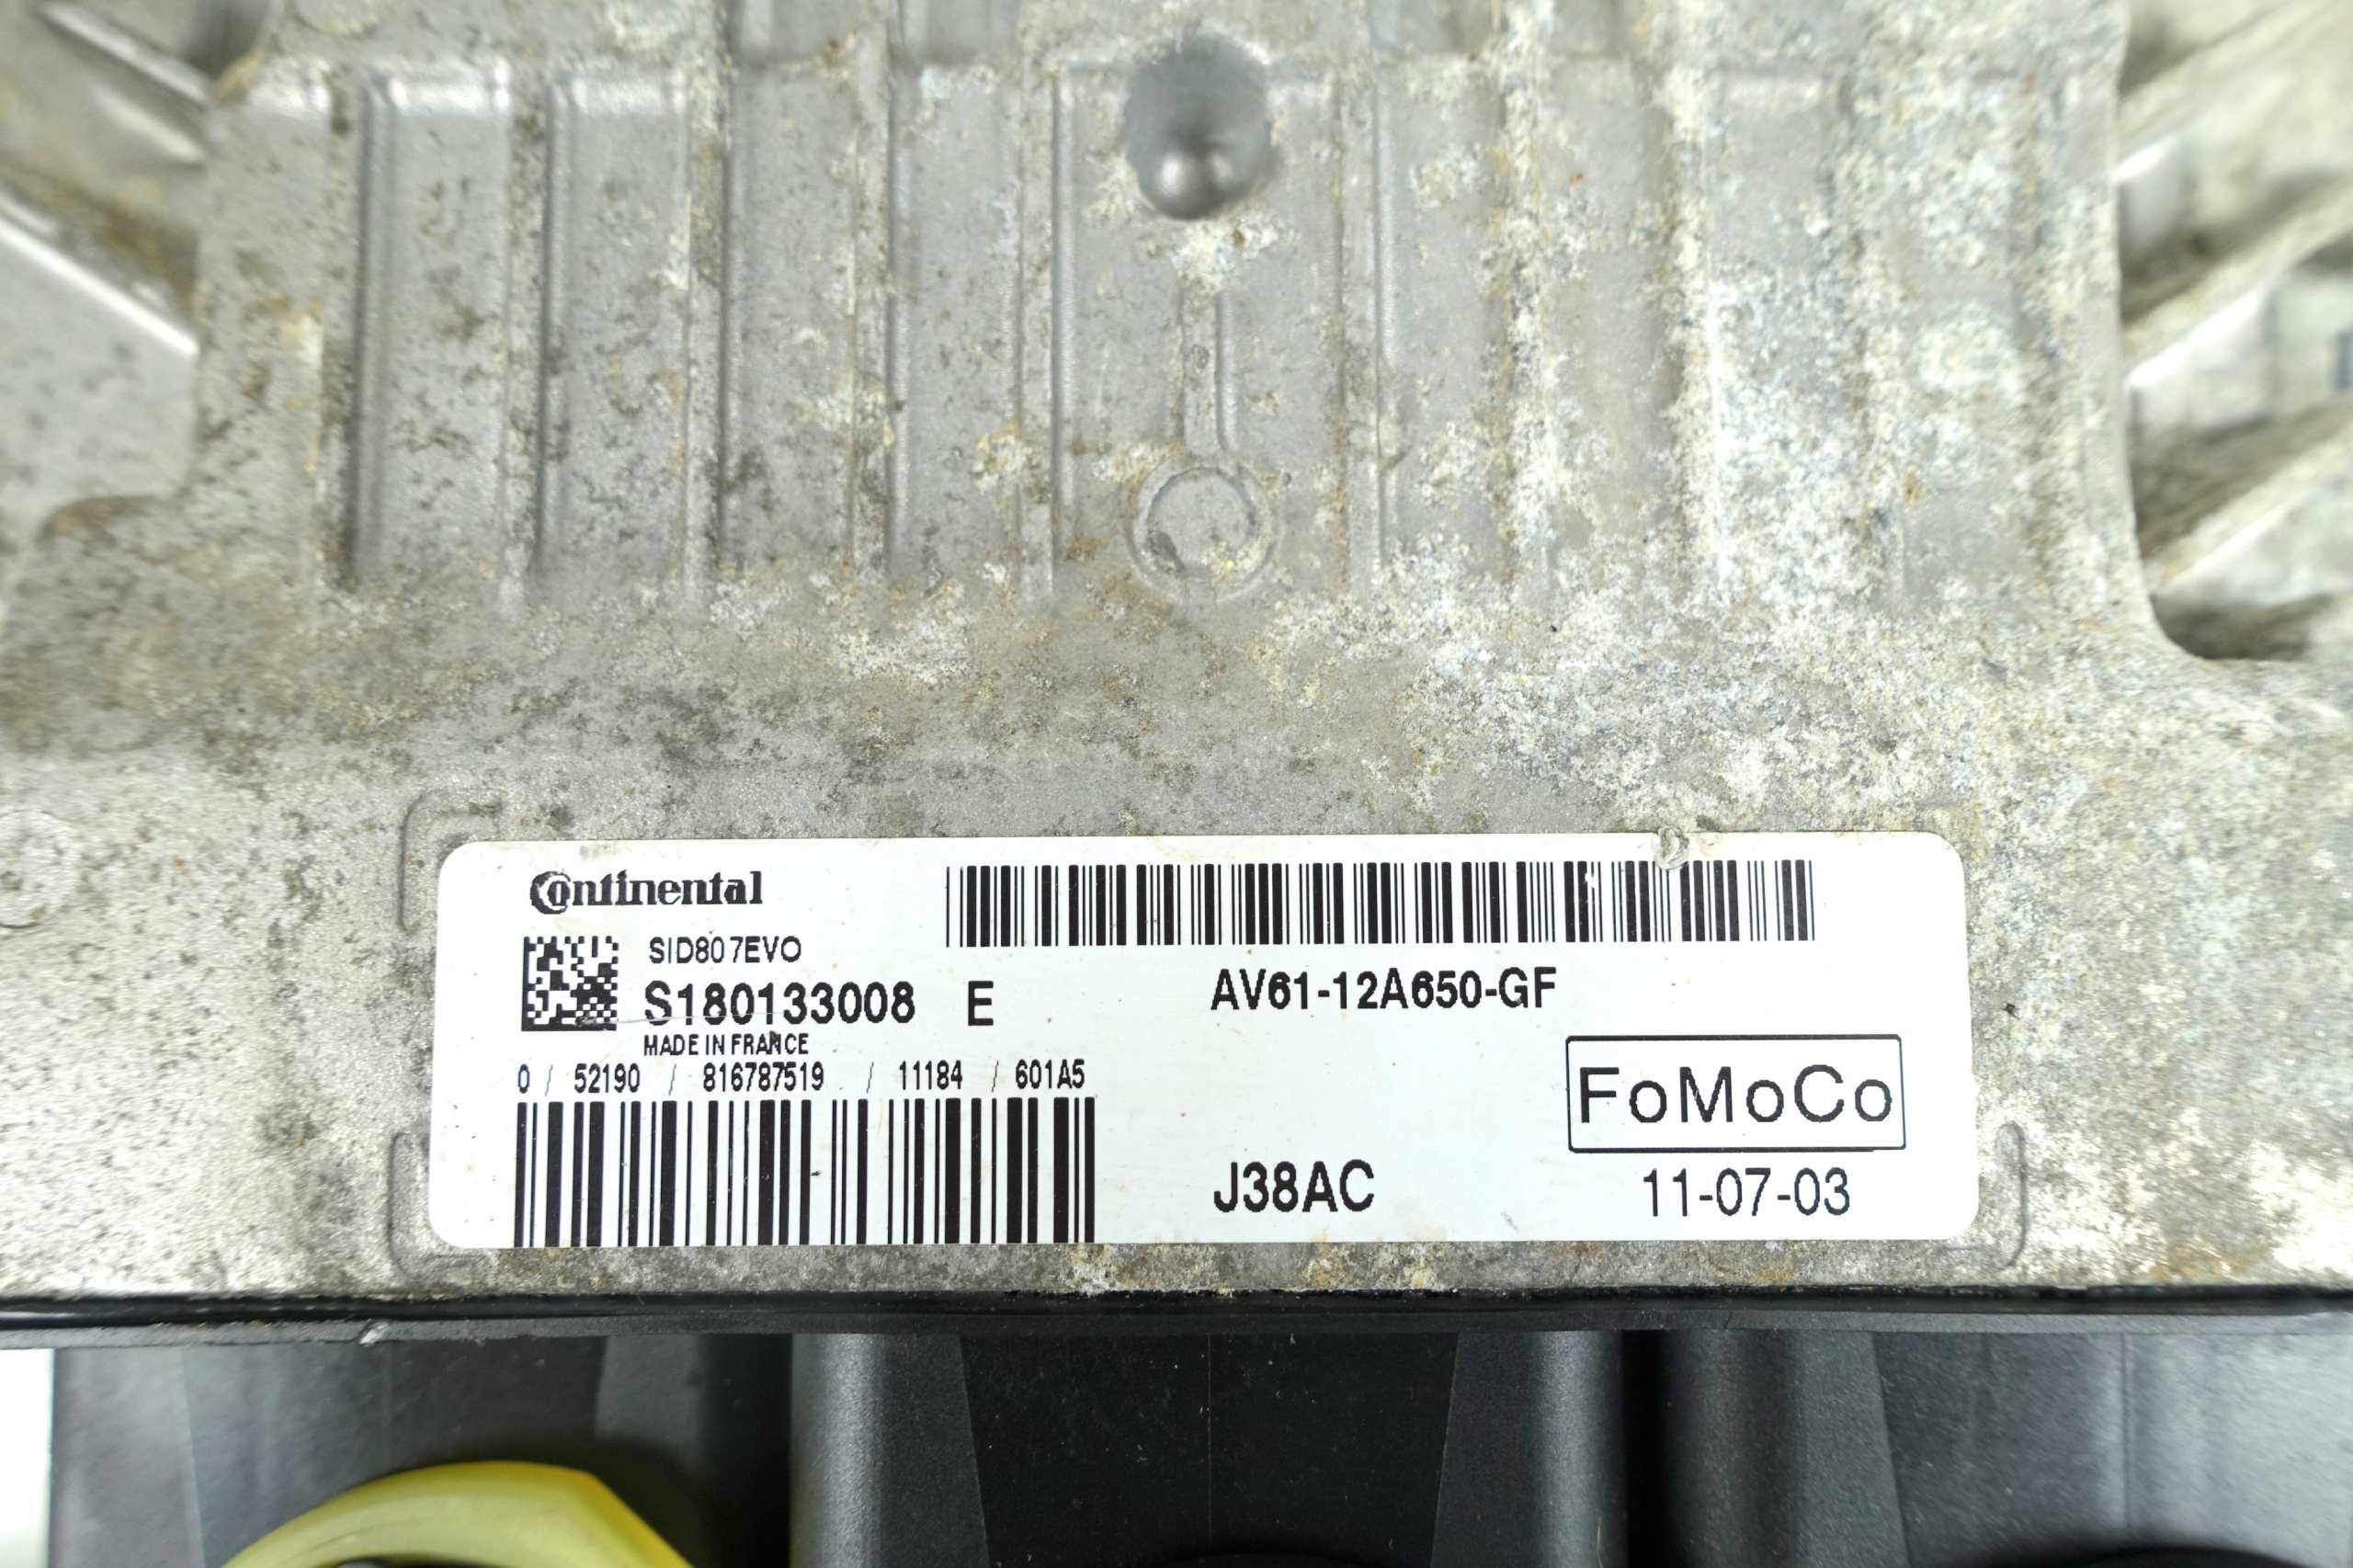 Continental
SID807EVO
S180133008 E
MADE IN FRANCE
0 / 52190 / 816787519 / 11184 / 601A5
AV61-12A650-GF
FoMoCo
J38AC
11-07-03